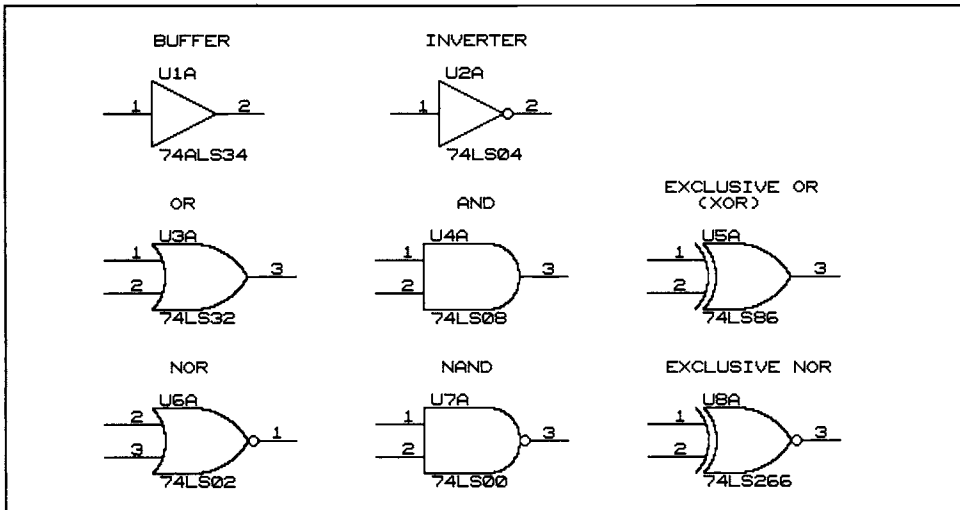 BUFFER
U1A
1 2
74ALS34
INVERTER
U2A
1 2
74LS04
OR
U3A
1
2
3
74LS32
AND
U4A
1
2
3
74LS08
EXCLUSIVE OR
(XOR)
U5A
1
2
3
74LS86
NOR
U6A
2
3
1
74LS02
NAND
U7A
1
2
3
74LS00
EXCLUSIVE NOR
U8A
1
2
3
74LS266